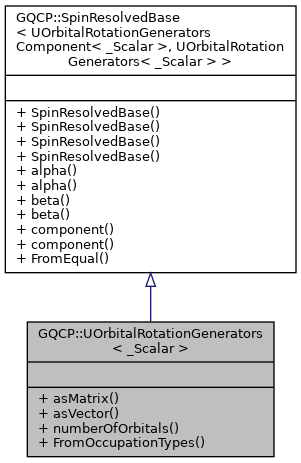 GQCP::SpinResolvedBase
< UOrbitalRotationGenerators
Component< _Scalar >, UOrbitalRotation
Generators< _Scalar > >
+ SpinResolvedBase()
+ SpinResolvedBase()
+ SpinResolvedBase()
+ SpinResolvedBase()
+ alpha()
+ alpha()
+ beta()
+ beta()
+ component()
+ component()
+ FromEqual()
GQCP::UOrbitalRotationGenerators
< _Scalar >
+ asMatrix()
+ asVector()
+ numberOfOrbitals()
+ FromOccupationTypes()